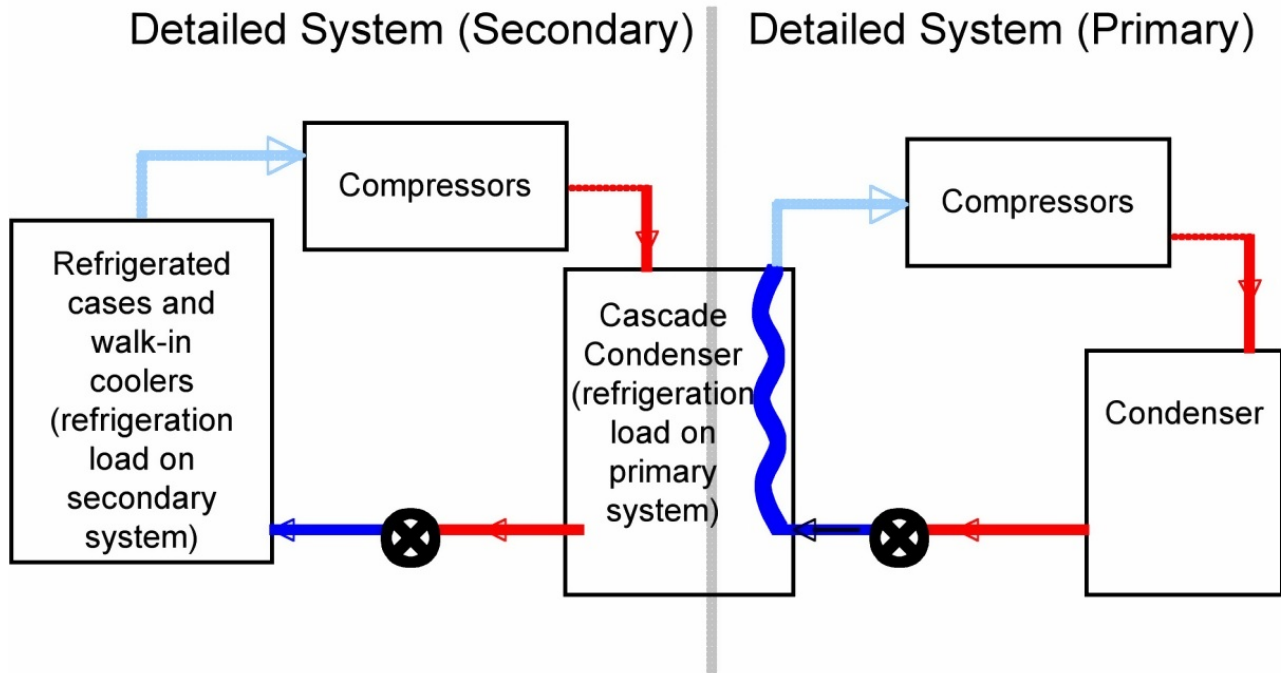 Detailed System (Secondary)
Detailed System (Primary)
Compressors
Compressors
Refrigerated
cases and
walk-in
coolers
(refrigeration
load on
secondary
system)
Cascade
Condenser
(refrigeration
load on
primary
system)
Condenser